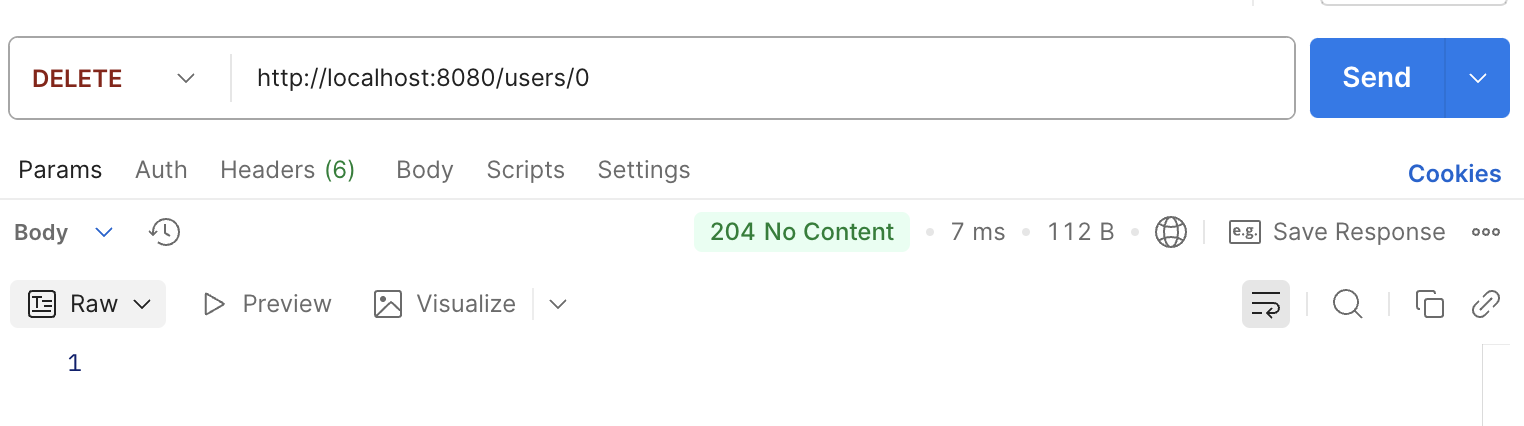 DELETE http://localhost:8080/users/0 Send
Params Auth Headers (6) Body Scripts Settings Cookies
Body 204 No Content • 7 ms • 112 B • e.g. Save Response
Raw Preview Visualize
1